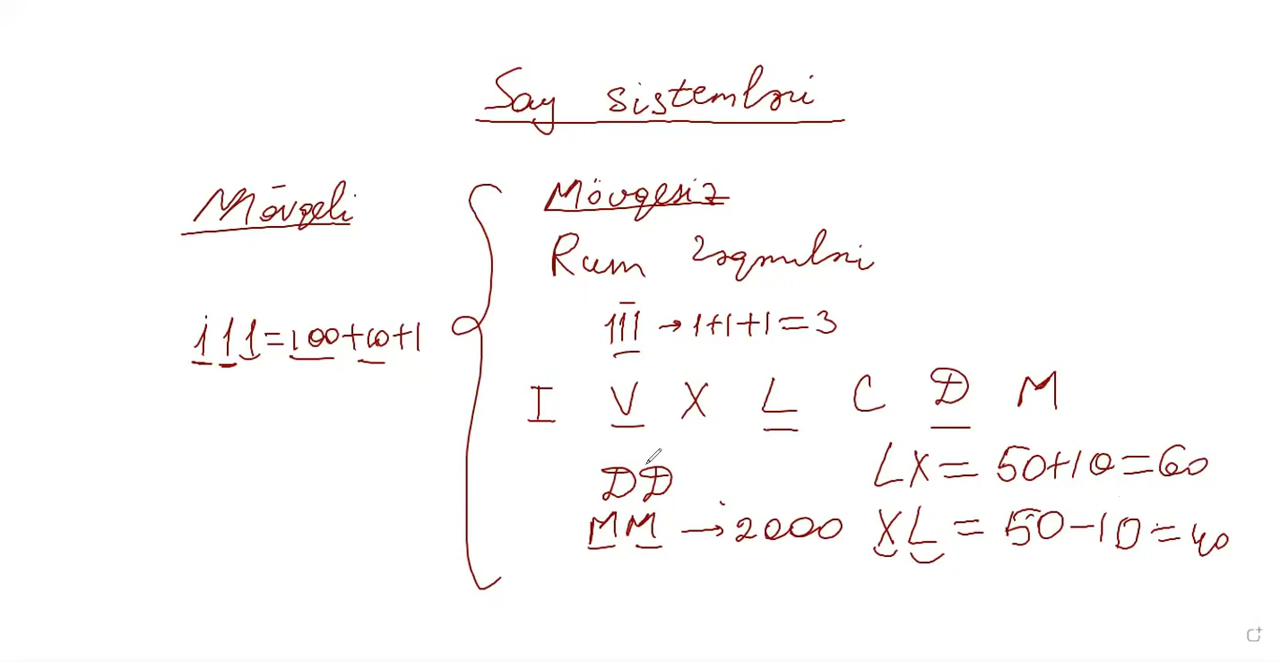 Say sistemləri
Mövqeli
111=100+10+1
Mövqesiz
Rum rəqəmləri
III → 1+1+1=3
I V X L C D M
DD
MM → 2000
LX = 50+10=60
XL = 50-10=40